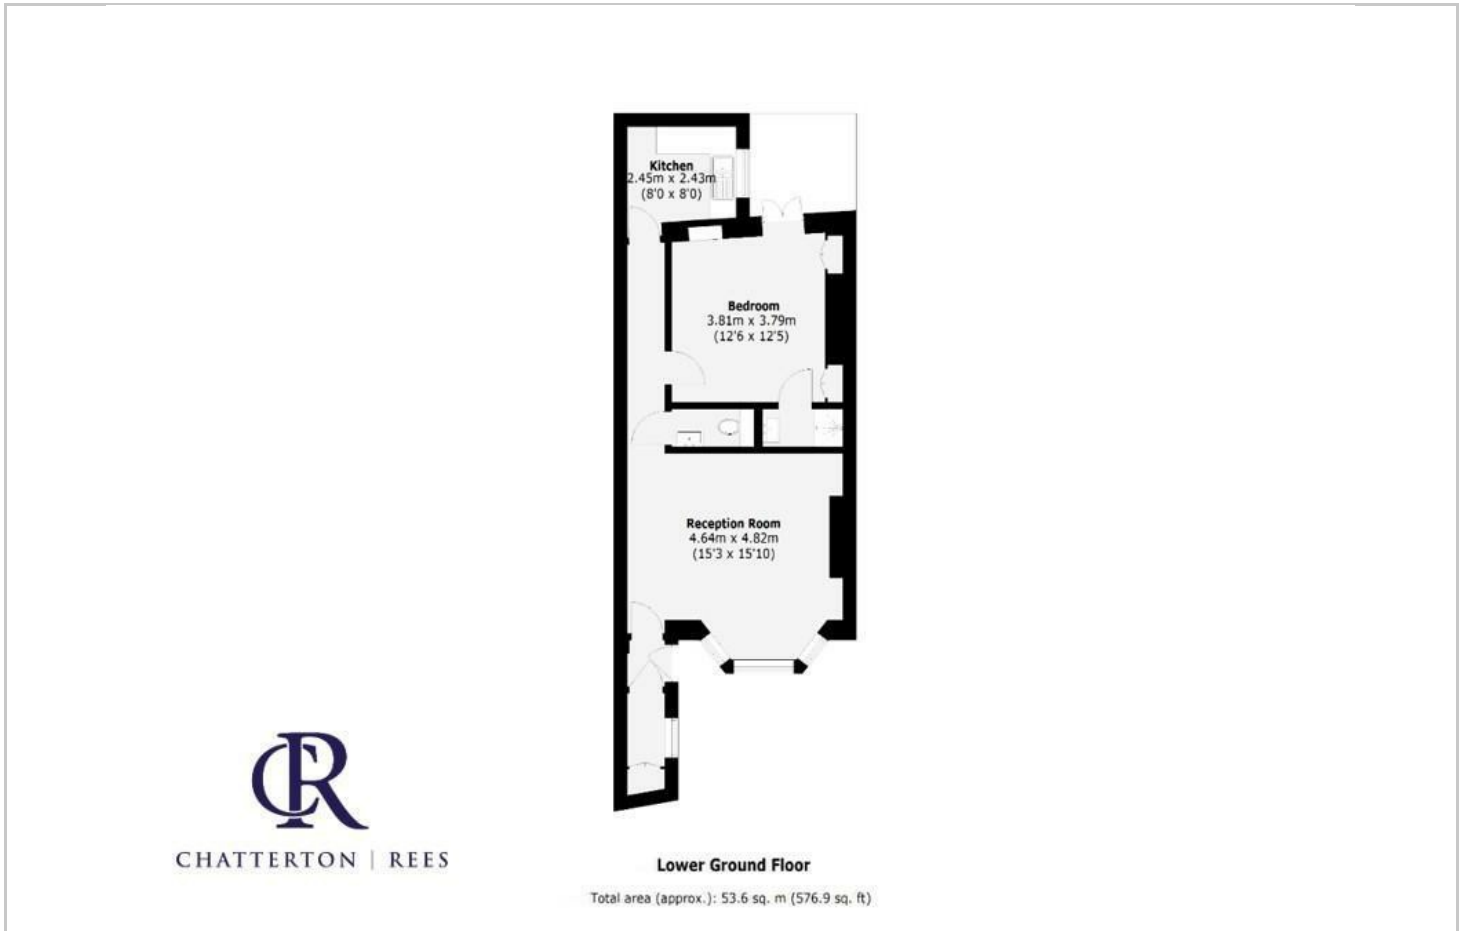 Kitchen
2.45m x 2.43m
(8'0 x 8'0)
Bedroom
3.81m x 3.79m
(12'6 x 12'5)
Reception Room
4.64m x 4.82m
(15'3 x 15'10)
CR
CHATTERTON | REES
Lower Ground Floor
Total area (approx.): 53.6 sq. m (576.9 sq. ft)